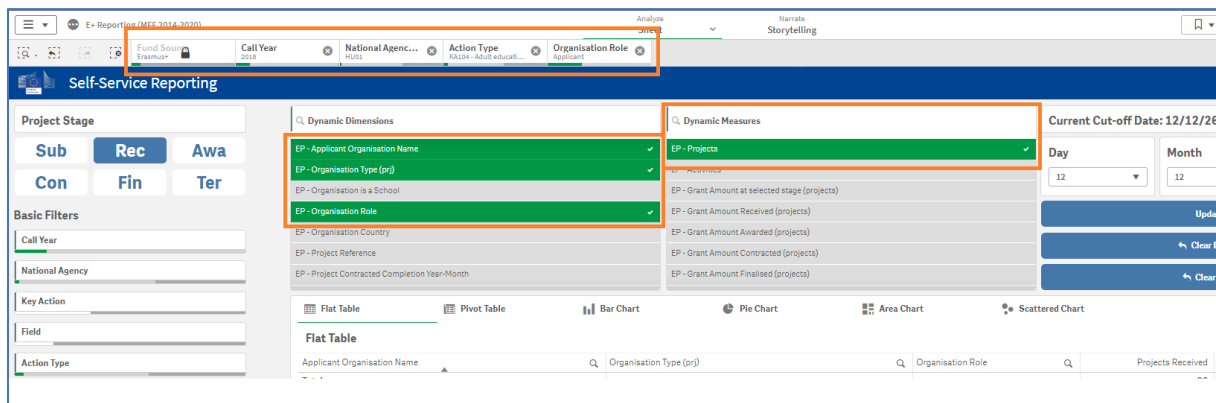 E+ Reporting (MFF 2014-2020)
Analyze
Sheet
Narrate
Storytelling
Fund Source
Erasmus+
Call Year
2018
National Agenc...
HU01
Action Type
KA104 - Adult educati...
Organisation Role
Applicant
Self-Service Reporting
Project Stage
Sub Rec Awa
Con Fin Ter
Basic Filters
Call Year
National Agency
Key Action
Field
Action Type
Dynamic Dimensions
EP - Applicant Organisation Name
EP - Organisation Type (prj)
EP - Organisation is a School
EP - Organisation Role
EP - Organisation Country
EP - Project Reference
EP - Project Contracted Completion Year-Month
Dynamic Measures
EP - Projects
EP - Activities
EP - Grant Amount at selected stage (projects)
EP - Grant Amount Received (projects)
EP - Grant Amount Awarded (projects)
EP - Grant Amount Contracted (projects)
EP - Grant Amount Finalised (projects)
Current Cut-off Date: 12/12/26
Day Month
12 12
Upda
Clear
Clear
Flat Table Pivot Table Bar Chart Pie Chart Area Chart Scattered Chart
Flat Table
Applicant Organisation Name Organisation Type (prj) Organisation Role Projects Received